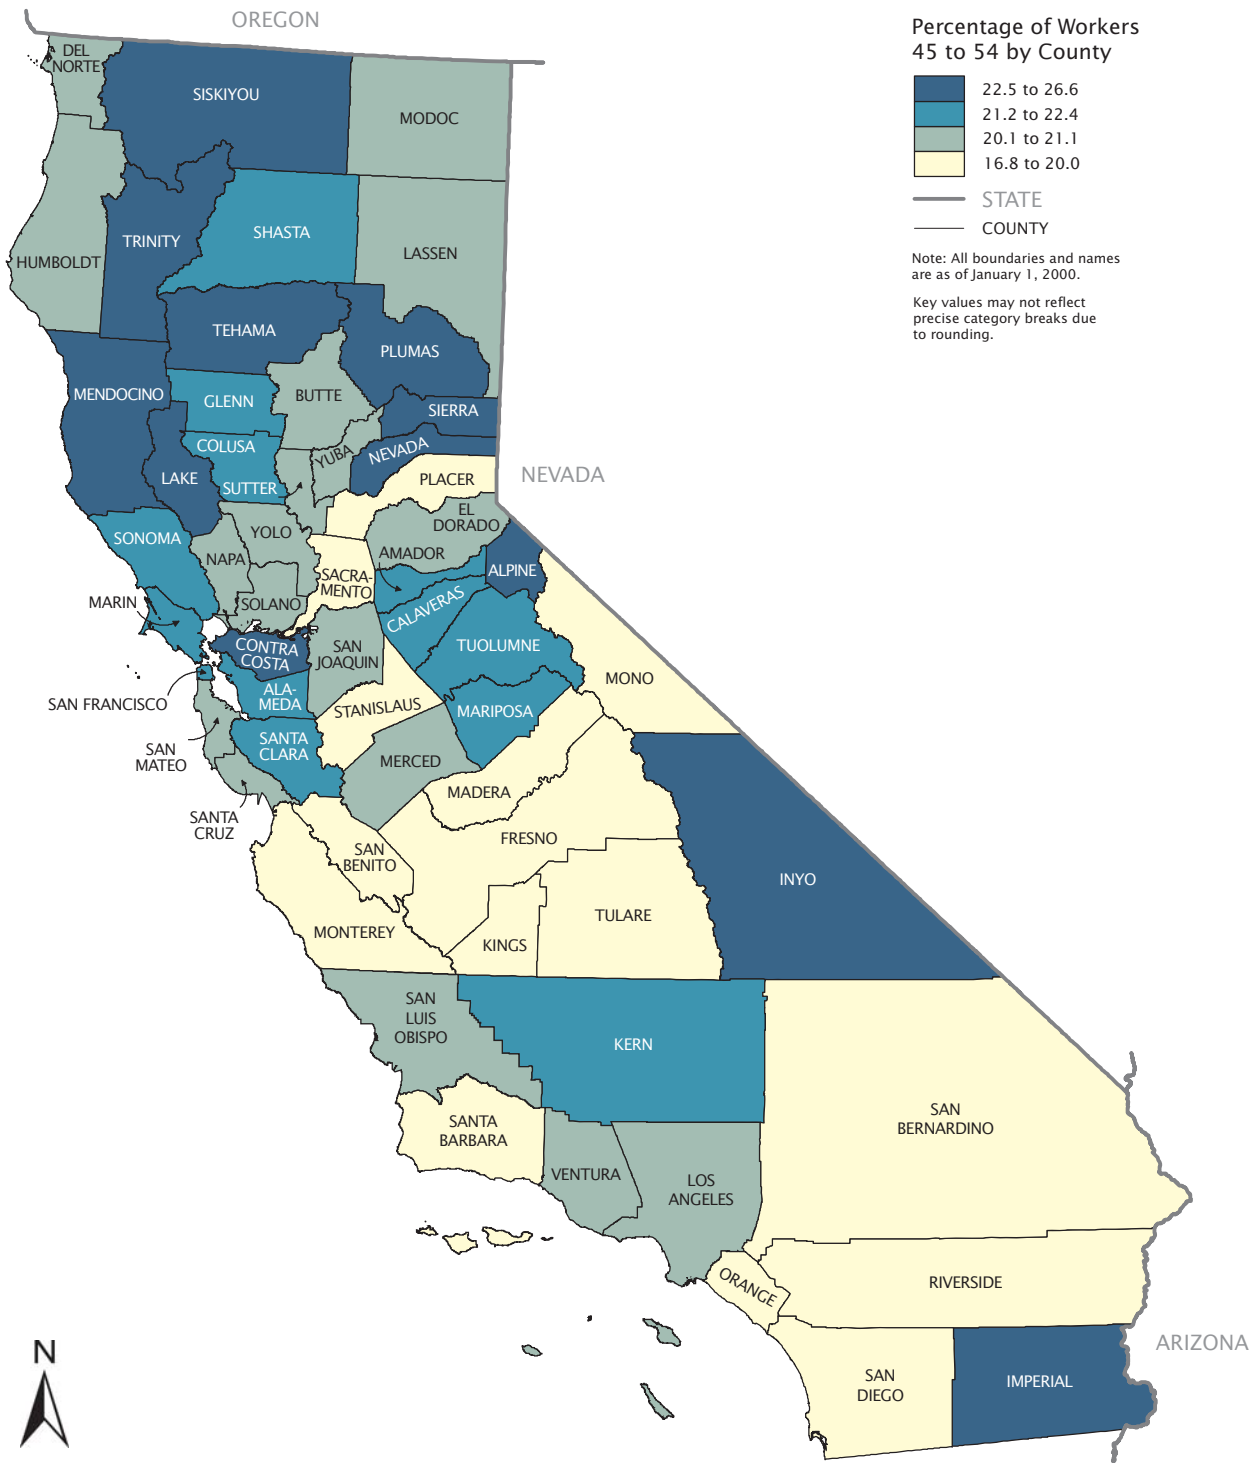 OREGON
Percentage of Workers
45 to 54 by County
22.5 to 26.6
21.2 to 22.4
20.1 to 21.1
16.8 to 20.0
STATE
COUNTY
Note: All boundaries and names
are as of January 1, 2000.
Key values may not reflect
precise category breaks due
to rounding.
DEL
NORTE
SISKIYOU
MODOC
HUMBOLDT
TRINITY
SHASTA
LASSEN
TEHAMA
PLUMAS
MENDOCINO
GLENN
BUTTE
SIERRA
COLUSA
YUBA
NEVADA
LAKE
SUTTER
PLACER
NEVADA
SONOMA
YOLO
EL
DORADO
NAPA
AMADOR
SACRA-
MENTO
ALPINE
MARIN
SOLANO
CALAVERAS
CONTRA
COSTA
SAN
JOAQUIN
TUOLUMNE
MONO
SAN FRANCISCO
ALA-
MEDA
STANISLAUS
MARIPOSA
SAN
MATEO
SANTA
CLARA
MERCED
MADERA
SANTA
CRUZ
SAN
BENITO
FRESNO
INYO
MONTEREY
KINGS
TULARE
SAN
LUIS
OBISPO
KERN
SANTA
BARBARA
SAN
BERNARDINO
VENTURA
LOS
ANGELES
ORANGE
RIVERSIDE
ARIZONA
SAN
DIEGO
IMPERIAL
N